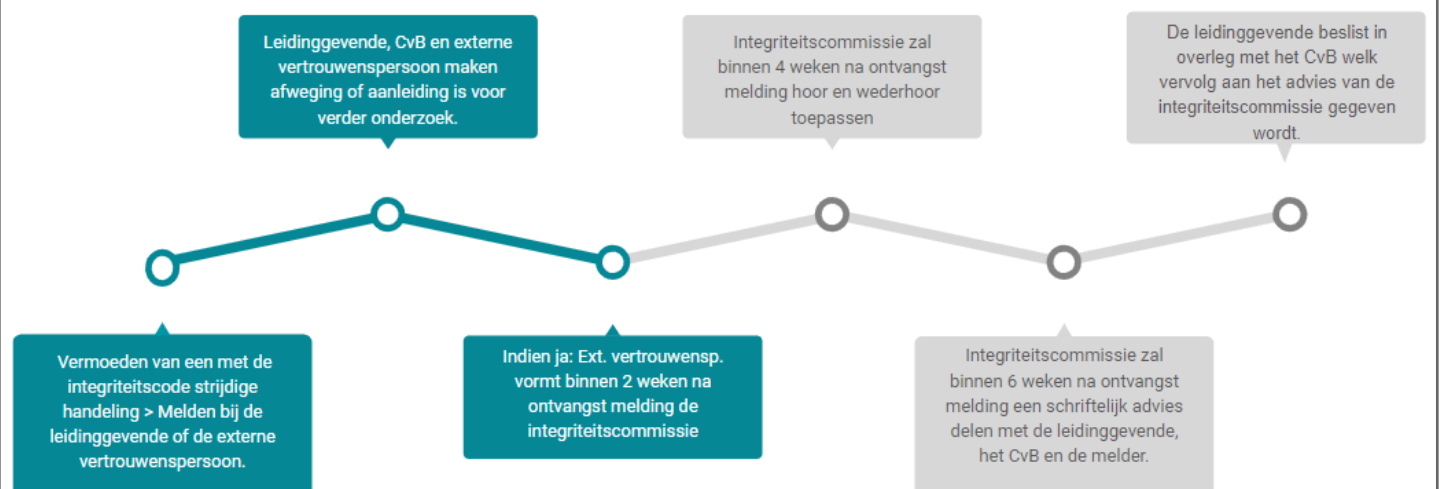 Leidinggevende, CvB en externe
vertrouwenspersoon maken
afweging of aanleiding is voor
verder onderzoek.
Integriteitscommissie zal
binnen 4 weken na ontvangst
melding hoor en wederhoor
toepassen
De leidinggevende beslist in
overleg met het CvB welk
vervolg aan het advies van de
integriteitscommissie gegeven
wordt.
Vermoeden van een met de
integriteitscode strijdige
handeling > Melden bij de
leidinggevende of de externe
vertrouwenspersoon.
Indien ja: Ext. vertrouwensp.
vormt binnen 2 weken na
ontvangst melding de
integriteitscommissie
Integriteitscommissie zal
binnen 6 weken na ontvangst
melding een schriftelijk advies
delen met de leidinggevende,
het CvB en de melder.